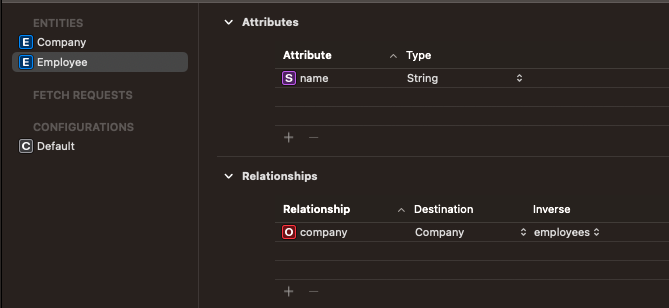 ENTITIES
E Company
E Employee
FETCH REQUESTS
CONFIGURATIONS
C Default
Attributes
Attribute Type
S name String
+ −
Relationships
Relationship Destination Inverse
O company Company employees
+ −